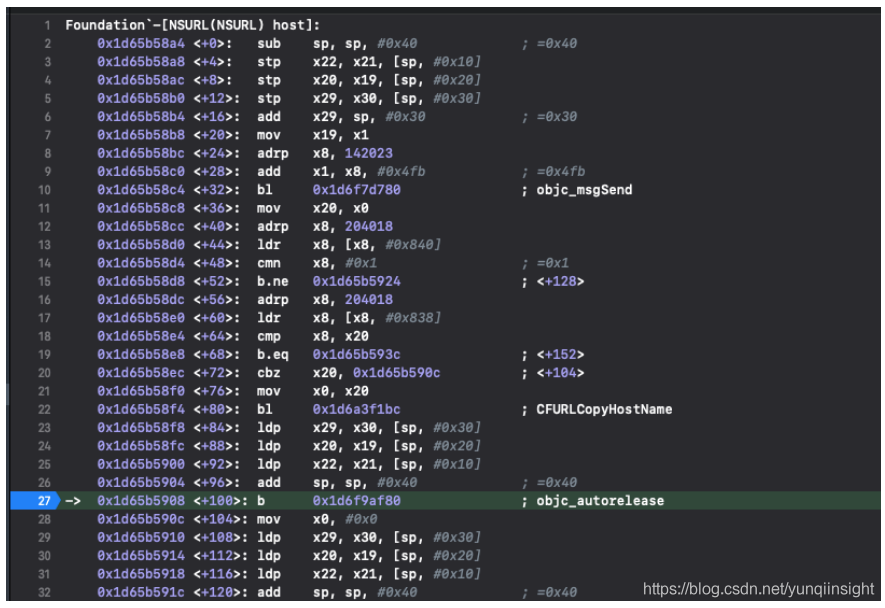 1 Foundation`-[NSURL(NSURL) host]:
2 0x1d65b58a4 <+0>: sub sp, sp, #0x40 ; =0x40
3 0x1d65b58a8 <+4>: stp x22, x21, [sp, #0x10]
4 0x1d65b58ac <+8>: stp x20, x19, [sp, #0x20]
5 0x1d65b58b0 <+12>: stp x29, x30, [sp, #0x30]
6 0x1d65b58b4 <+16>: add x29, sp, #0x30 ; =0x30
7 0x1d65b58b8 <+20>: mov x19, x1
8 0x1d65b58bc <+24>: adrp x8, 142023
9 0x1d65b58c0 <+28>: add x1, x8, #0x4fb ; =0x4fb
10 0x1d65b58c4 <+32>: bl 0x1d6f7d780 ; objc_msgSend
11 0x1d65b58c8 <+36>: mov x20, x0
12 0x1d65b58cc <+40>: adrp x8, 204018
13 0x1d65b58d0 <+44>: ldr x8, [x8, #0x840]
14 0x1d65b58d4 <+48>: cmn x8, #0x1 ; =0x1
15 0x1d65b58d8 <+52>: b.ne 0x1d65b5924 ; <+128>
16 0x1d65b58dc <+56>: adrp x8, 204018
17 0x1d65b58e0 <+60>: ldr x8, [x8, #0x838]
18 0x1d65b58e4 <+64>: cmp x8, x20
19 0x1d65b58e8 <+68>: b.eq 0x1d65b593c ; <+152>
20 0x1d65b58ec <+72>: cbz x20, 0x1d65b590c ; <+104>
21 0x1d65b58f0 <+76>: mov x0, x20
22 0x1d65b58f4 <+80>: bl 0x1d6a3f1bc ; CFURLCopyHostName
23 0x1d65b58f8 <+84>: ldp x29, x30, [sp, #0x30]
24 0x1d65b58fc <+88>: ldp x20, x19, [sp, #0x20]
25 0x1d65b5900 <+92>: ldp x22, x21, [sp, #0x10]
26 0x1d65b5904 <+96>: add sp, sp, #0x40 ; =0x40
27 -> 0x1d65b5908 <+100>: b 0x1d6f9af80 ; objc_autorelease
28 0x1d65b590c <+104>: mov x0, #0x0
29 0x1d65b5910 <+108>: ldp x29, x30, [sp, #0x30]
30 0x1d65b5914 <+112>: ldp x20, x19, [sp, #0x20]
31 0x1d65b5918 <+116>: ldp x22, x21, [sp, #0x10]
32 0x1d65b591c <+120>: add sp, sp, #0x40 ; =0x40
https://blog.csdn.net/yunqiinsight